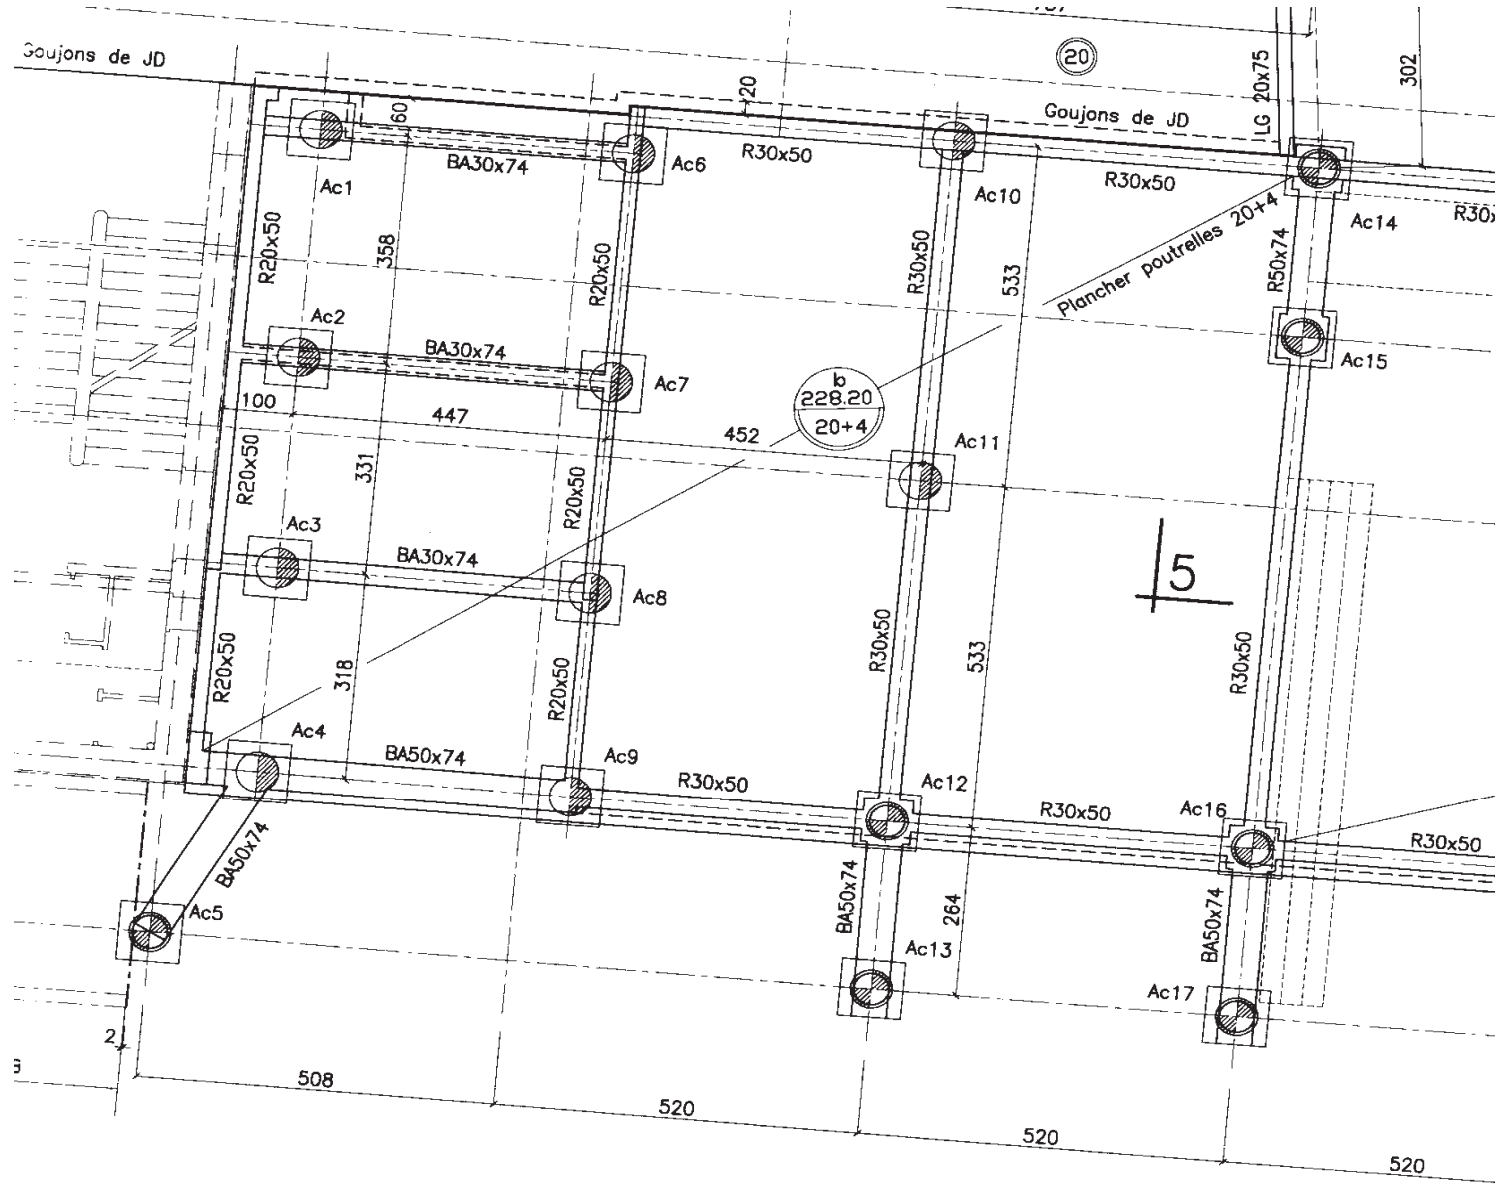 Goujons de JD
20
302
LG 20x75
20
Goujons de JD
60
BA30x74
Ac6
R30x50
Ac10
R30x50
Ac1
Ac14
R20x50
358
R20x50
R30x50
533
Plancher poutrelles 20+4
R50x74
Ac2
BA30x74
Ac7
Ac15
b
228.20
20+4
100
447
452
R20x50
331
R20x50
Ac11
Ac3
BA30x74
Ac8
5
R20x50
318
R20x50
R30x50
533
R30x50
Ac4
BA50x74
Ac9
R30x50
Ac12
R30x50
Ac16
R30x50
BA50x74
Ac5
BA50x74
264
BA50x74
Ac13
Ac17
2
508
520
520
520